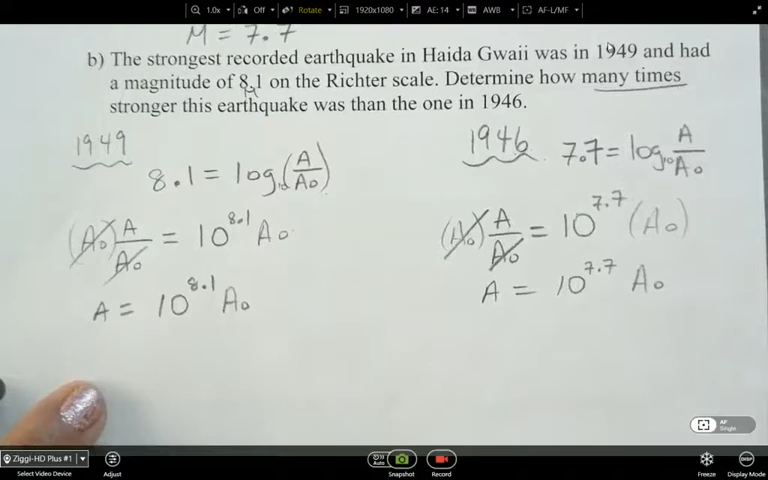 1.0x Off Rotate 1920x1080 AE: 14 AWB AF-L/MF
M = 7.7
b) The strongest recorded earthquake in Haida Gwaii was in 1949 and had
a magnitude of 8.1 on the Richter scale. Determine how many times
stronger this earthquake was than the one in 1946.
1949
8.1 = log₁₀(A/A₀)
(A₀) A/A₀ = 10^8.1 A₀
A = 10^8.1 A₀
1946
7.7 = log₁₀ A/A₀
(A₀) A/A₀ = 10^7.7 (A₀)
A = 10^7.7 A₀
AF
Single
Ziggi-HD Plus #1
Select Video Device
Adjust
Auto
Snapshot
Record
Freeze
DISP
Display Mode